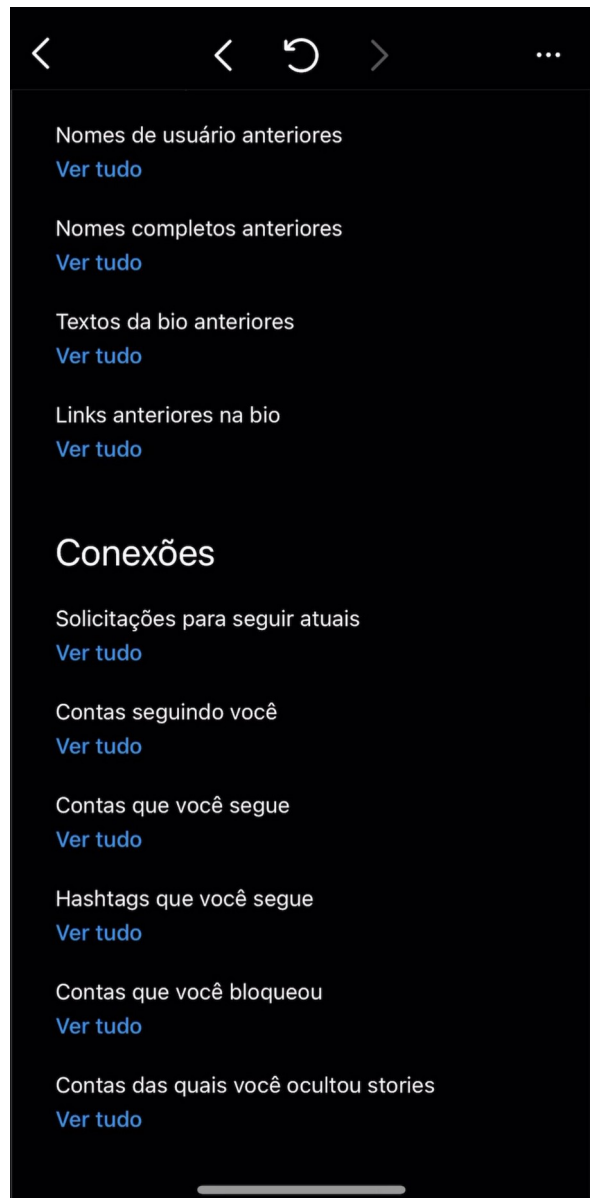 Nomes de usuário anteriores
Ver tudo
Nomes completos anteriores
Ver tudo
Textos da bio anteriores
Ver tudo
Links anteriores na bio
Ver tudo
Conexões
Solicitações para seguir atuais
Ver tudo
Contas seguindo você
Ver tudo
Contas que você segue
Ver tudo
Hashtags que você segue
Ver tudo
Contas que você bloqueou
Ver tudo
Contas das quais você ocultou stories
Ver tudo